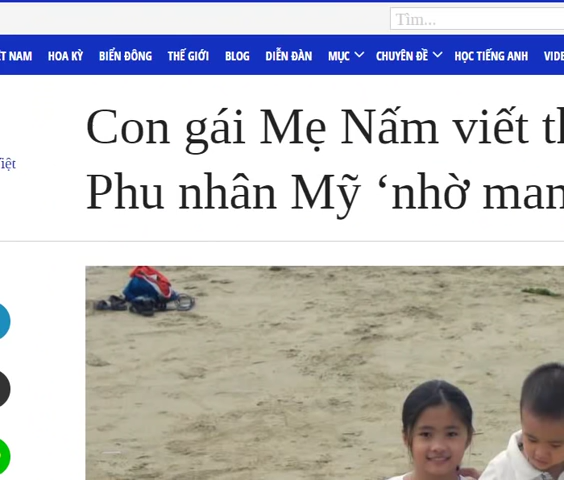 Tìm...
T NAM HOA KỲ BIỂN ĐÔNG THẾ GIỚI BLOG DIỄN ĐÀN MỤC CHUYÊN ĐỀ HỌC TIẾNG ANH VIDE
Con gái Mẹ Nấm viết th
iệt
Phu nhân Mỹ ‘nhờ man